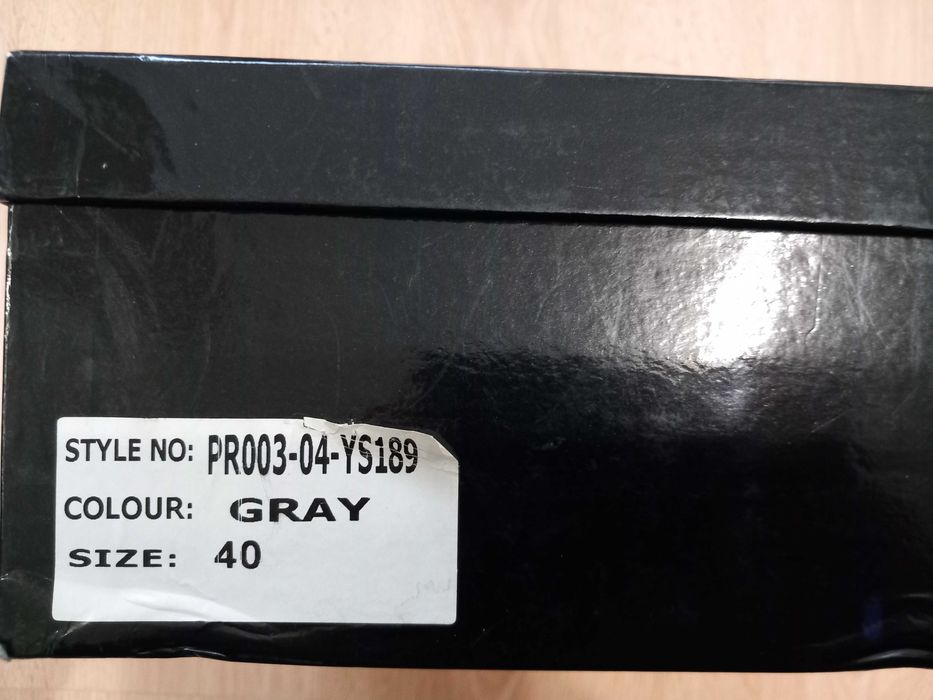 STYLE NO: PR003-04-YS189
COLOUR: GRAY
SIZE: 40